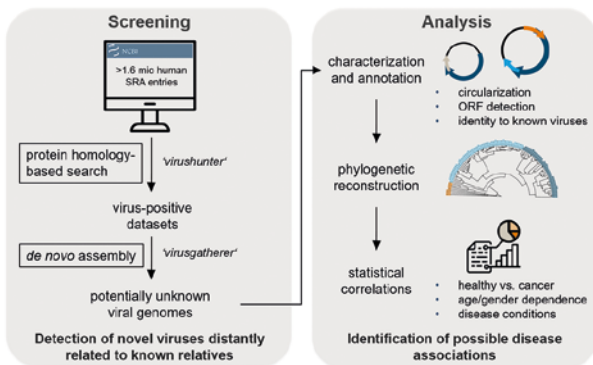 Screening
NCBI
>1.6 mio human
SRA entries
protein homology-
based search
'virushunter'
virus-positive
datasets
de novo assembly
'virusgatherer'
potentially unknown
viral genomes
Detection of novel viruses distantly
related to known relatives
Analysis
characterization
and annotation
• circularization
• ORF detection
• identity to known viruses
phylogenetic
reconstruction
statistical
correlations
• healthy vs. cancer
• age/gender dependence
• disease conditions
Identification of possible disease
associations